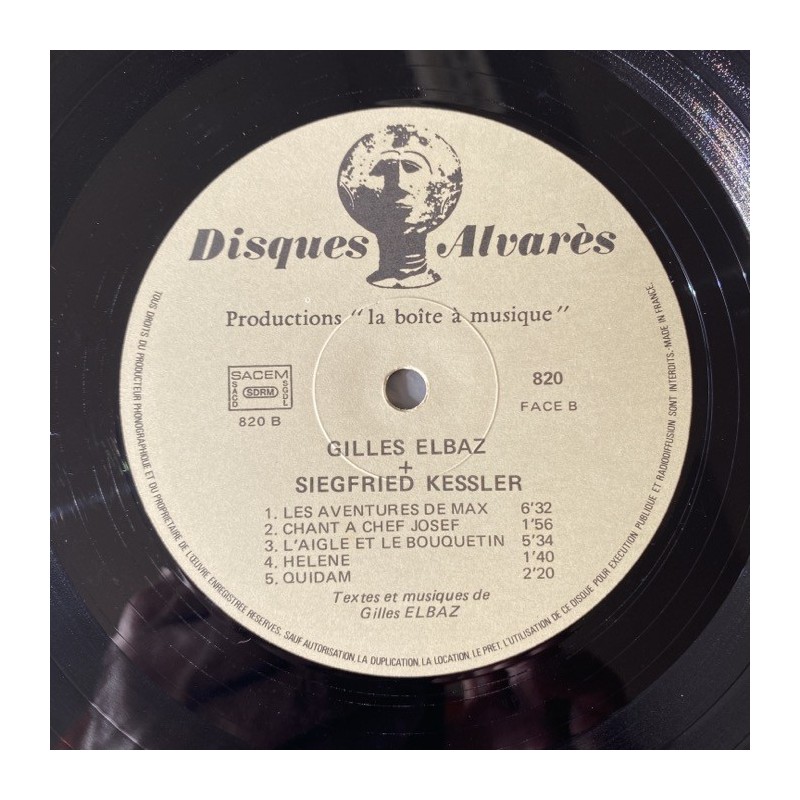 Disques Alvarès
Productions "la boîte à musique"
SACEM
SACD
SDRM
SGDL
820 B
820
FACE B
GILLES ELBAZ
+
SIEGFRIED KESSLER
1. LES AVENTURES DE MAX 6'32
2. CHANT A CHEF JOSEF 1'56
3. L'AIGLE ET LE BOUQUETIN 5'34
4. HELENE 1'40
5. QUIDAM 2'20
Textes et musiques de
Gilles ELBAZ
TOUS DROITS DU PRODUCTEUR PHONOGRAPHIQUE ET DU PROPRIETAIRE DE L'ŒUVRE ENREGISTREE RESERVES. SAUF AUTORISATION, LA DUPLICATION, LA LOCATION, LE PRET, L'UTILISATION DE CE DISQUE POUR EXECUTION PUBLIQUE ET RADIODIFFUSION SONT INTERDITS.-MADE IN FRANCE.